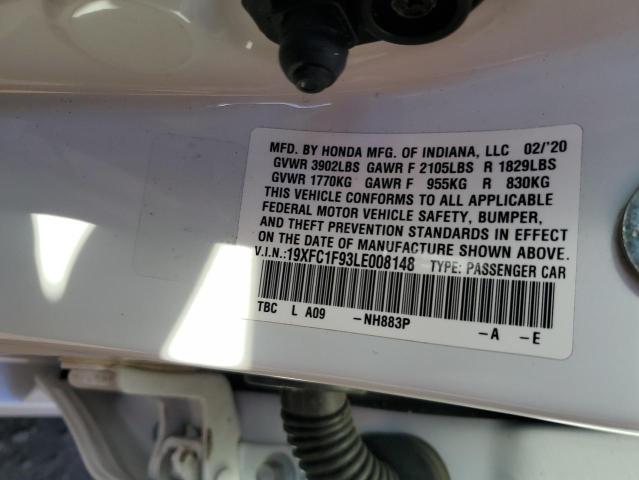 MFD. BY HONDA MFG. OF INDIANA, LLC 02/'20
GVWR 3902LBS GAWR F 2105LBS R 1829LBS
GVWR 1770KG GAWR F 955KG R 830KG
THIS VEHICLE CONFORMS TO ALL APPLICABLE
FEDERAL MOTOR VEHICLE SAFETY, BUMPER,
AND THEFT PREVENTION STANDARDS IN EFFECT
ON THE DATE OF MANUFACTURE SHOWN ABOVE.
V.I.N.:19XFC1F93LE008148 TYPE: PASSENGER CAR
TBC L A09 -NH883P -A -E